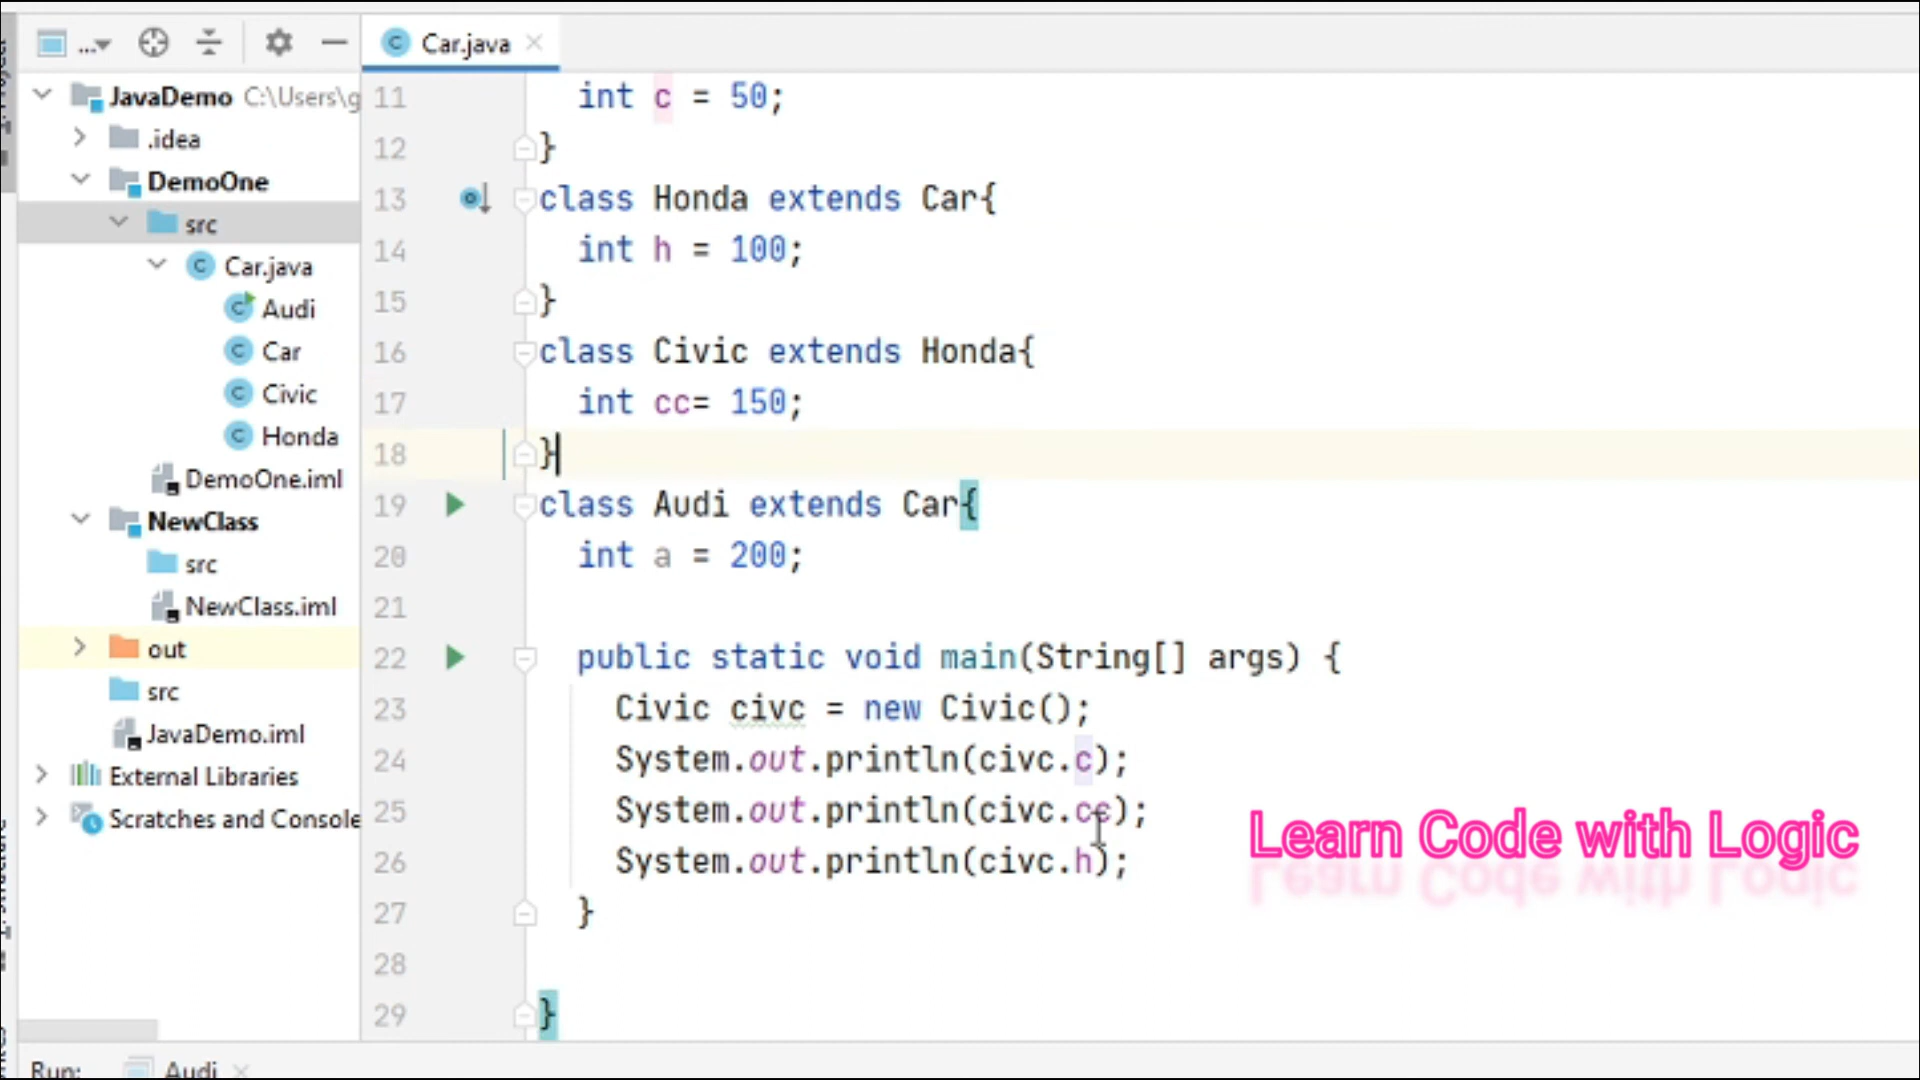 ... Car.java
JavaDemo C:\Users\g
.idea
DemoOne
src
Car.java
Audi
Car
Civic
Honda
DemoOne.iml
NewClass
src
NewClass.iml
out
src
JavaDemo.iml
External Libraries
Scratches and Console
11 int c = 50;
12 }
13 class Honda extends Car{
14 int h = 100;
15 }
16 class Civic extends Honda{
17 int cc= 150;
18 }
19 class Audi extends Car{
20 int a = 200;
21
22 public static void main(String[] args) {
23 Civic civc = new Civic();
24 System.out.println(civc.c);
25 System.out.println(civc.cc);
26 System.out.println(civc.h);
27 }
28
29 }
Learn Code with Logic
Run: Audi